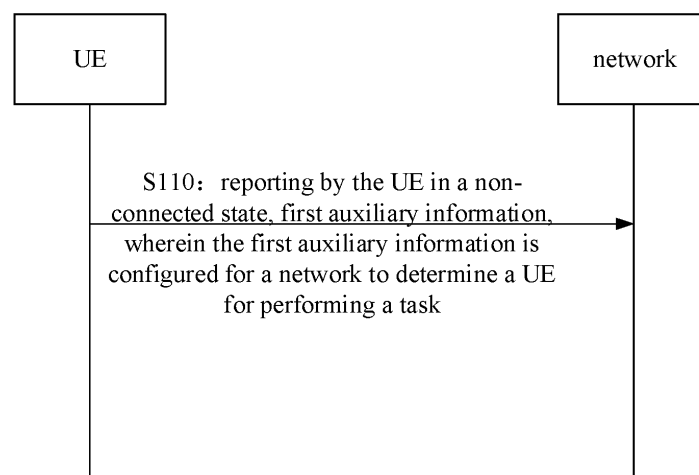 UE
network
S110：reporting by the UE in a non-
connected state, first auxiliary information,
wherein the first auxiliary information is
configured for a network to determine a UE
for performing a task